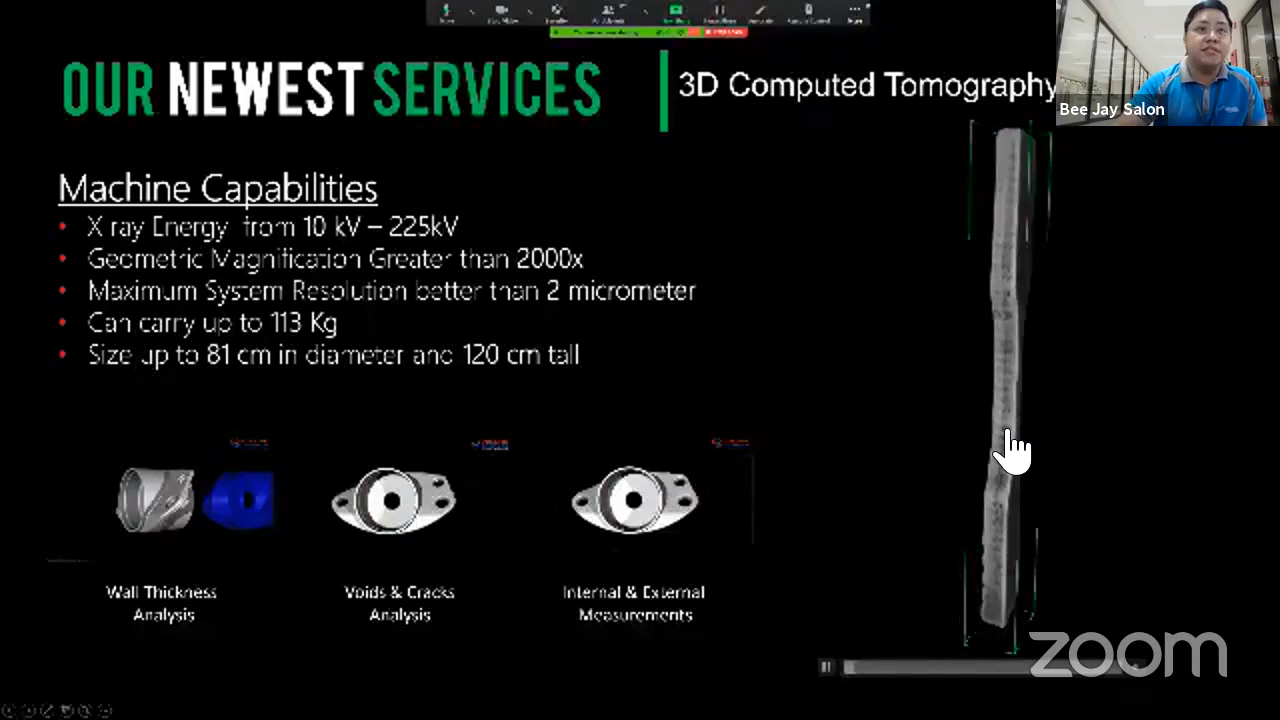 OUR NEWEST SERVICES
3D Computed Tomography
Bee Jay Salon
Machine Capabilities
• X ray Energy from 10 kV – 225kV
• Geometric Magnification Greater than 2000x
• Maximum System Resolution better than 2 micrometer
• Can carry up to 113 Kg
• Size up to 81 cm in diameter and 120 cm tall
Wall Thickness
Analysis
Voids & Cracks
Analysis
Internal & External
Measurements
zoom